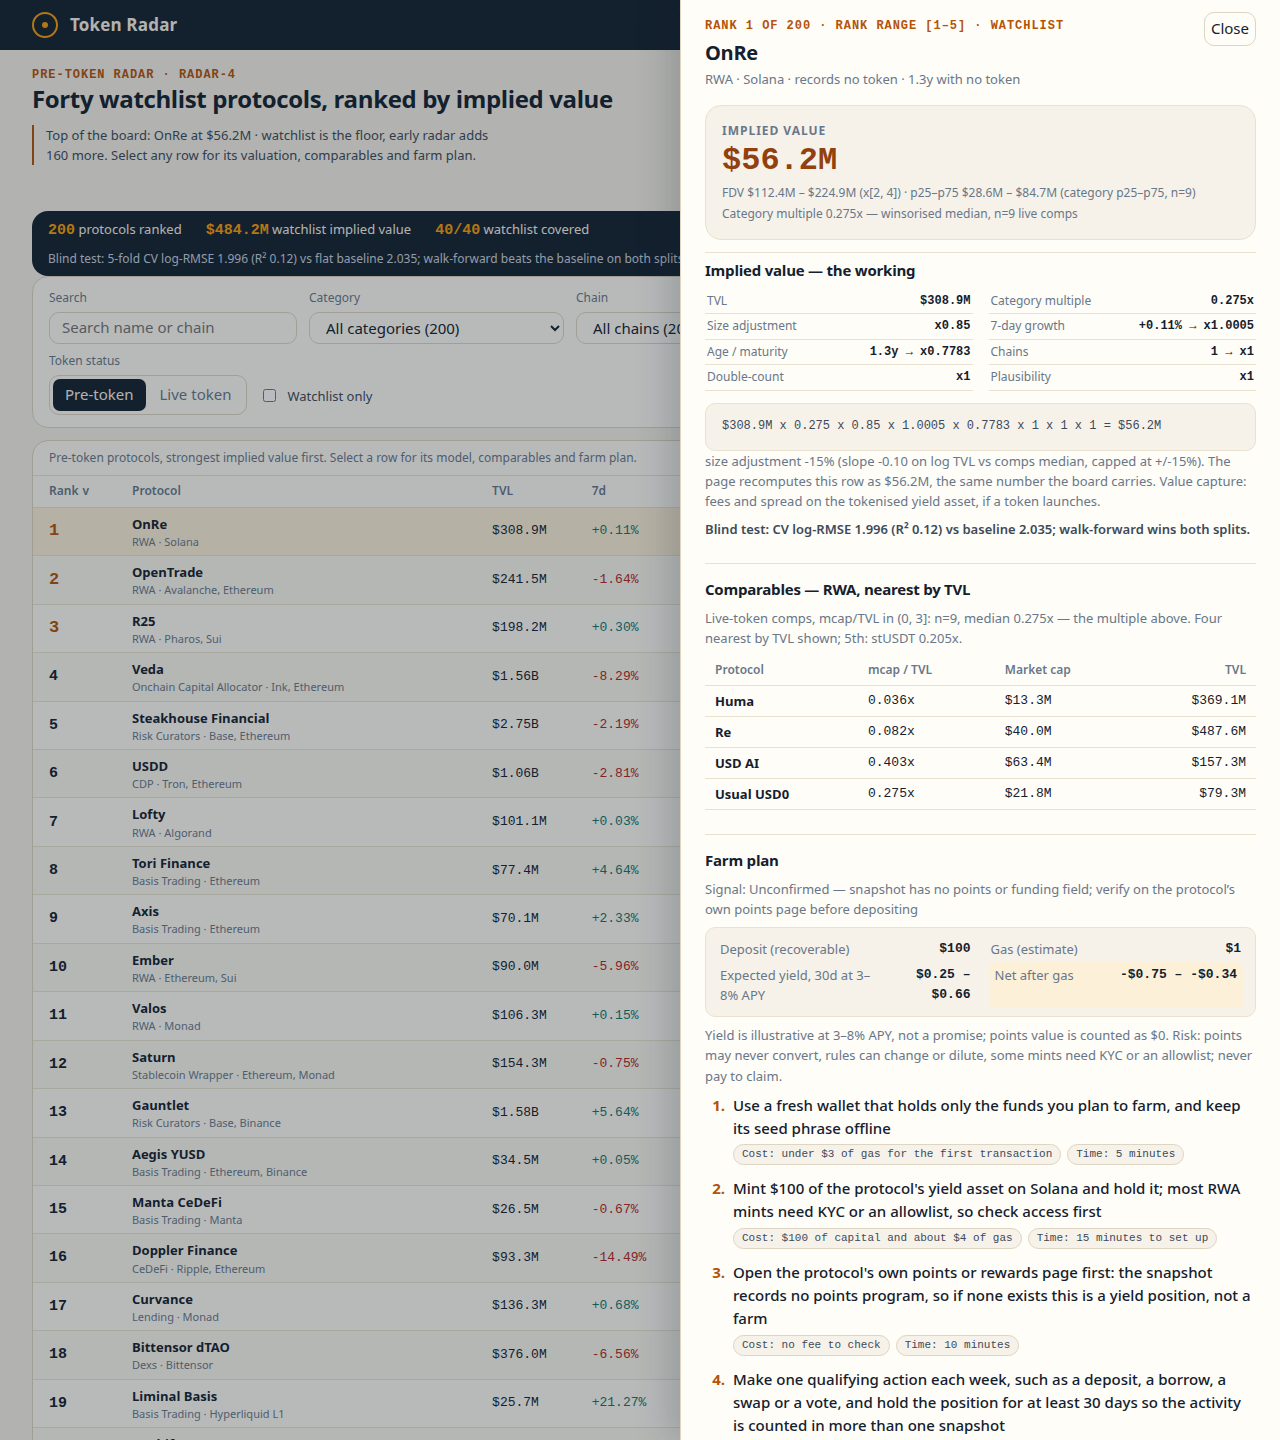 Token Radar
PRE-TOKEN RADAR · RADAR-4
Forty watchlist protocols, ranked by implied value
Top of the board: OnRe at $56.2M · watchlist is the floor, early radar adds
160 more. Select any row for its valuation, comparables and farm plan.
200 protocols ranked $484.2M watchlist implied value 40/40 watchlist covered
Blind test: 5-fold CV log-RMSE 1.996 (R² 0.12) vs flat baseline 2.035; walk-forward beats the baseline on both splits
Search Category Chain
Search name or chain All categories (200) All chains (20
Token status
Pre-token Live token Watchlist only
Pre-token protocols, strongest implied value first. Select a row for its model, comparables and farm plan.
Rank v Protocol TVL 7d
1 OnRe $308.9M +0.11%
RWA · Solana
2 OpenTrade $241.5M -1.64%
RWA · Avalanche, Ethereum
3 R25 $198.2M +0.30%
RWA · Pharos, Sui
4 Veda $1.56B -8.29%
Onchain Capital Allocator · Ink, Ethereum
5 Steakhouse Financial $2.75B -2.19%
Risk Curators · Base, Ethereum
6 USDD $1.06B -2.81%
CDP · Tron, Ethereum
7 Lofty $101.1M +0.03%
RWA · Algorand
8 Tori Finance $77.4M +4.64%
Basis Trading · Ethereum
9 Axis $70.1M +2.33%
Basis Trading · Ethereum
10 Ember $90.0M -5.96%
RWA · Ethereum, Sui
11 Valos $106.3M +0.15%
RWA · Monad
12 Saturn $154.3M -0.75%
Stablecoin Wrapper · Ethereum, Monad
13 Gauntlet $1.58B +5.64%
Risk Curators · Base, Binance
14 Aegis YUSD $34.5M +0.05%
Basis Trading · Ethereum, Binance
15 Manta CeDeFi $26.5M -0.67%
Basis Trading · Manta
16 Doppler Finance $93.3M -14.49%
CeDeFi · Ripple, Ethereum
17 Curvance $136.3M +0.68%
Lending · Monad
18 Bittensor dTAO $376.0M -6.56%
Dexs · Bittensor
19 Liminal Basis $25.7M +21.27%
Basis Trading · Hyperliquid L1
RANK 1 OF 200 · RANK RANGE [1–5] · WATCHLIST
Close
OnRe
RWA · Solana · records no token · 1.3y with no token
IMPLIED VALUE
$56.2M
FDV $112.4M – $224.9M (x[2, 4]) · p25–p75 $28.6M – $84.7M (category p25–p75, n=9)
Category multiple 0.275x — winsorised median, n=9 live comps
Implied value — the working
TVL $308.9M Category multiple 0.275x
Size adjustment x0.85 7-day growth +0.11% → x1.0005
Age / maturity 1.3y → x0.7783 Chains 1 → x1
Double-count x1 Plausibility x1
$308.9M x 0.275 x 0.85 x 1.0005 x 0.7783 x 1 x 1 x 1 = $56.2M
size adjustment -15% (slope -0.10 on log TVL vs comps median, capped at +/-15%). The
page recomputes this row as $56.2M, the same number the board carries. Value capture:
fees and spread on the tokenised yield asset, if a token launches.
Blind test: CV log-RMSE 1.996 (R² 0.12) vs baseline 2.035; walk-forward wins both splits.
Comparables — RWA, nearest by TVL
Live-token comps, mcap/TVL in (0, 3]: n=9, median 0.275x — the multiple above. Four
nearest by TVL shown; 5th: stUSDT 0.205x.
Protocol mcap / TVL Market cap TVL
Huma 0.036x $13.3M $369.1M
Re 0.082x $40.0M $487.6M
USD AI 0.403x $63.4M $157.3M
Usual USD0 0.275x $21.8M $79.3M
Farm plan
Signal: Unconfirmed — snapshot has no points or funding field; verify on the protocol's
own points page before depositing
Deposit (recoverable) $100 Gas (estimate) $1
Expected yield, 30d at 3– $0.25 – Net after gas -$0.75 – -$0.34
8% APY $0.66
Yield is illustrative at 3–8% APY, not a promise; points value is counted as $0. Risk: points
may never convert, rules can change or dilute, some mints need KYC or an allowlist; never
pay to claim.
1. Use a fresh wallet that holds only the funds you plan to farm, and keep
its seed phrase offline
Cost: under $3 of gas for the first transaction Time: 5 minutes
2. Mint $100 of the protocol's yield asset on Solana and hold it; most RWA
mints need KYC or an allowlist, so check access first
Cost: $100 of capital and about $4 of gas Time: 15 minutes to set up
3. Open the protocol's own points or rewards page first: the snapshot
records no points program, so if none exists this is a yield position, not a
farm
Cost: no fee to check Time: 10 minutes
4. Make one qualifying action each week, such as a deposit, a borrow, a
swap or a vote, and hold the position for at least 30 days so the activity
is counted in more than one snapshot